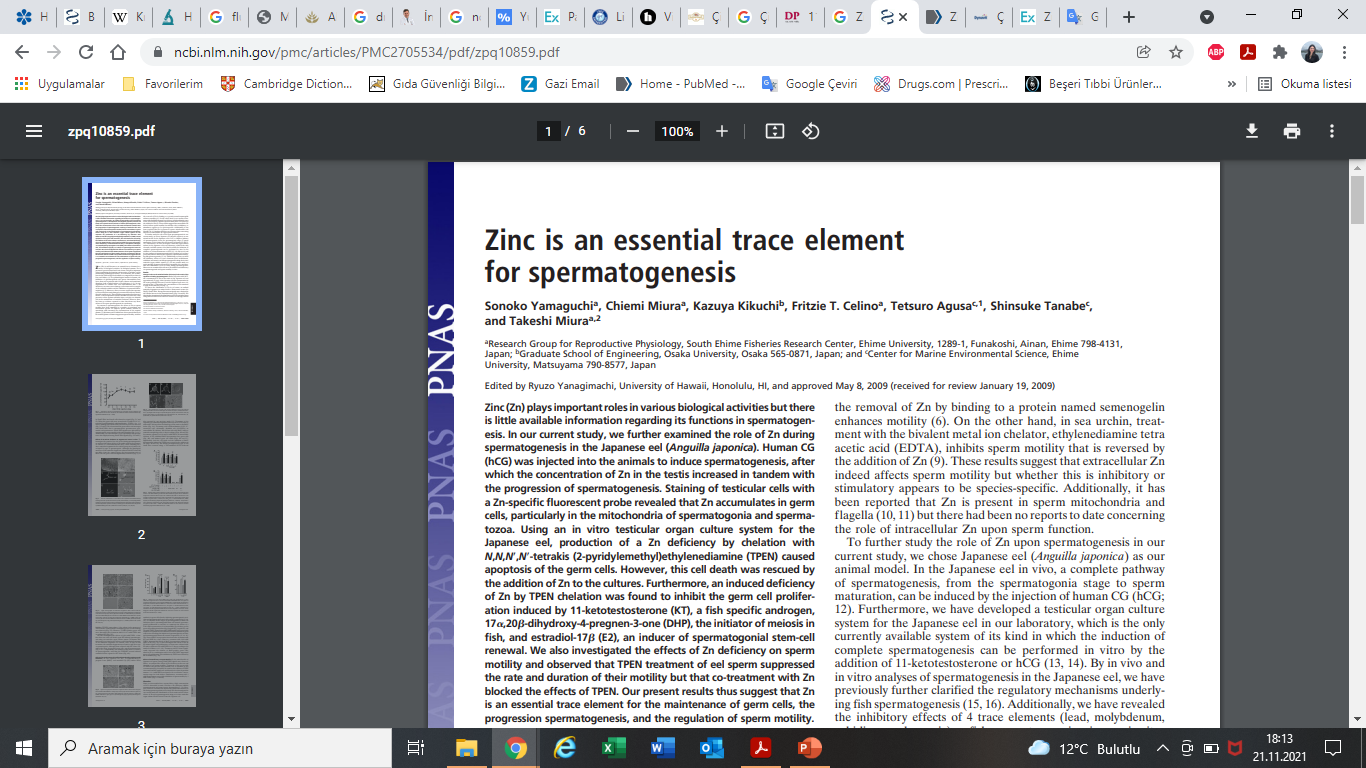 H
B
Kr
H
fl
M
A
d
İn
n
Yi
Ex
Pa
Li
V
Ç
Ç
DP
1
Z
Z
Ç
Ex
Z
G
ncbi.nlm.nih.gov/pmc/articles/PMC2705534/pdf/zpq10859.pdf
ABP
Uygulamalar
Favorilerim
Cambridge Diction...
Gıda Güvenliği Bilgi...
Gazi Email
Home - PubMed -...
Google Çeviri
Drugs.com | Prescri...
Beşeri Tıbbi Ürünler...
»
Okuma listesi
zpq10859.pdf
1 / 6
100%
Zinc is an essential trace element
for spermatogenesis
1
2
3
PNAS
PNAS
PNAS
Zinc is an essential trace element
for spermatogenesis
Sonoko Yamaguchiᵃ, Chiemi Miuraᵃ, Kazuya Kikuchiᵇ, Fritzie T. Celinoᵃ, Tetsuro Agusaᶜ,¹, Shinsuke Tanabeᶜ,
and Takeshi Miuraᵃ,²
ᵃResearch Group for Reproductive Physiology, South Ehime Fisheries Research Center, Ehime University, 1289-1, Funakoshi, Ainan, Ehime 798-4131,
Japan; ᵇGraduate School of Engineering, Osaka University, Osaka 565-0871, Japan; and ᶜCenter for Marine Environmental Science, Ehime
University, Matsuyama 790-8577, Japan
Edited by Ryuzo Yanagimachi, University of Hawaii, Honolulu, HI, and approved May 8, 2009 (received for review January 19, 2009)
Zinc (Zn) plays important roles in various biological activities but there
is little available information regarding its functions in spermatogen-
esis. In our current study, we further examined the role of Zn during
spermatogenesis in the Japanese eel (Anguilla japonica). Human CG
(hCG) was injected into the animals to induce spermatogenesis, after
which the concentration of Zn in the testis increased in tandem with
the progression of spermatogenesis. Staining of testicular cells with
a Zn-specific fluorescent probe revealed that Zn accumulates in germ
cells, particularly in the mitochondria of spermatogonia and sperma-
tozoa. Using an in vitro testicular organ culture system for the
Japanese eel, production of a Zn deficiency by chelation with
N,N,N′,N′-tetrakis (2-pyridylemethyl)ethylenediamine (TPEN) caused
apoptosis of the germ cells. However, this cell death was rescued by
the addition of Zn to the cultures. Furthermore, an induced deficiency
of Zn by TPEN chelation was found to inhibit the germ cell prolifer-
ation induced by 11-ketotestosterone (KT), a fish specific androgen,
17α,20β-dihydroxy-4-pregnen-3-one (DHP), the initiator of meiosis in
fish, and estradiol-17β (E2), an inducer of spermatogonial stem-cell
renewal. We also investigated the effects of Zn deficiency on sperm
motility and observed that TPEN treatment of eel sperm suppressed
the rate and duration of their motility but that co-treatment with Zn
blocked the effects of TPEN. Our present results thus suggest that Zn
is an essential trace element for the maintenance of germ cells, the
progression spermatogenesis, and the regulation of sperm motility.
the removal of Zn by binding to a protein named semenogelin
enhances motility (6). On the other hand, in sea urchin, treat-
ment with the bivalent metal ion chelator, ethylenediamine tetra
acetic acid (EDTA), inhibits sperm motility that is reversed by
the addition of Zn (9). These results suggest that extracellular Zn
indeed affects sperm motility but whether this is inhibitory or
stimulatory appears to be species-specific. Additionally, it has
been reported that Zn is present in sperm mitochondria and
flagella (10, 11) but there had been no reports to date concerning
the role of intracellular Zn upon sperm function.
To further study the role of Zn upon spermatogenesis in our
current study, we chose Japanese eel (Anguilla japonica) as our
animal model. In the Japanese eel in vivo, a complete pathway
of spermatogenesis, from the spermatogonia stage to sperm
maturation, can be induced by the injection of human CG (hCG;
12). Furthermore, we have developed a testicular organ culture
system for the Japanese eel in our laboratory, which is the only
currently available system of its kind in which the induction of
complete spermatogenesis can be performed in vitro by the
addition of 11-ketotestosterone or hCG (13, 14). By in vivo and
in vitro analyses of spermatogenesis in the Japanese eel, we have
previously further clarified the regulatory mechanisms underly-
ing fish spermatogenesis (15, 16). Additionally, we have revealed
the inhibitory effects of 4 trace elements (lead, molybdenum,
Aramak için buraya yazın
12°C Bulutlu
18:13
21.11.2021